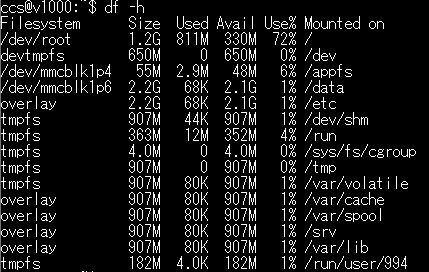 ccs@v1000:~$ df -h
Filesystem Size Used Avail Use% Mounted on
/dev/root 1.2G 811M 330M 72% /
devtmpfs 650M 0 650M 0% /dev
/dev/mmcblk1p4 55M 2.9M 48M 6% /appfs
/dev/mmcblk1p6 2.2G 68K 2.1G 1% /data
overlay 2.2G 68K 2.1G 1% /etc
tmpfs 907M 44K 907M 1% /dev/shm
tmpfs 363M 12M 352M 4% /run
tmpfs 4.0M 0 4.0M 0% /sys/fs/cgroup
tmpfs 907M 0 907M 0% /tmp
tmpfs 907M 80K 907M 1% /var/volatile
overlay 907M 80K 907M 1% /var/cache
overlay 907M 80K 907M 1% /var/spool
overlay 907M 80K 907M 1% /srv
overlay 907M 80K 907M 1% /var/lib
tmpfs 182M 4.0K 182M 1% /run/user/994